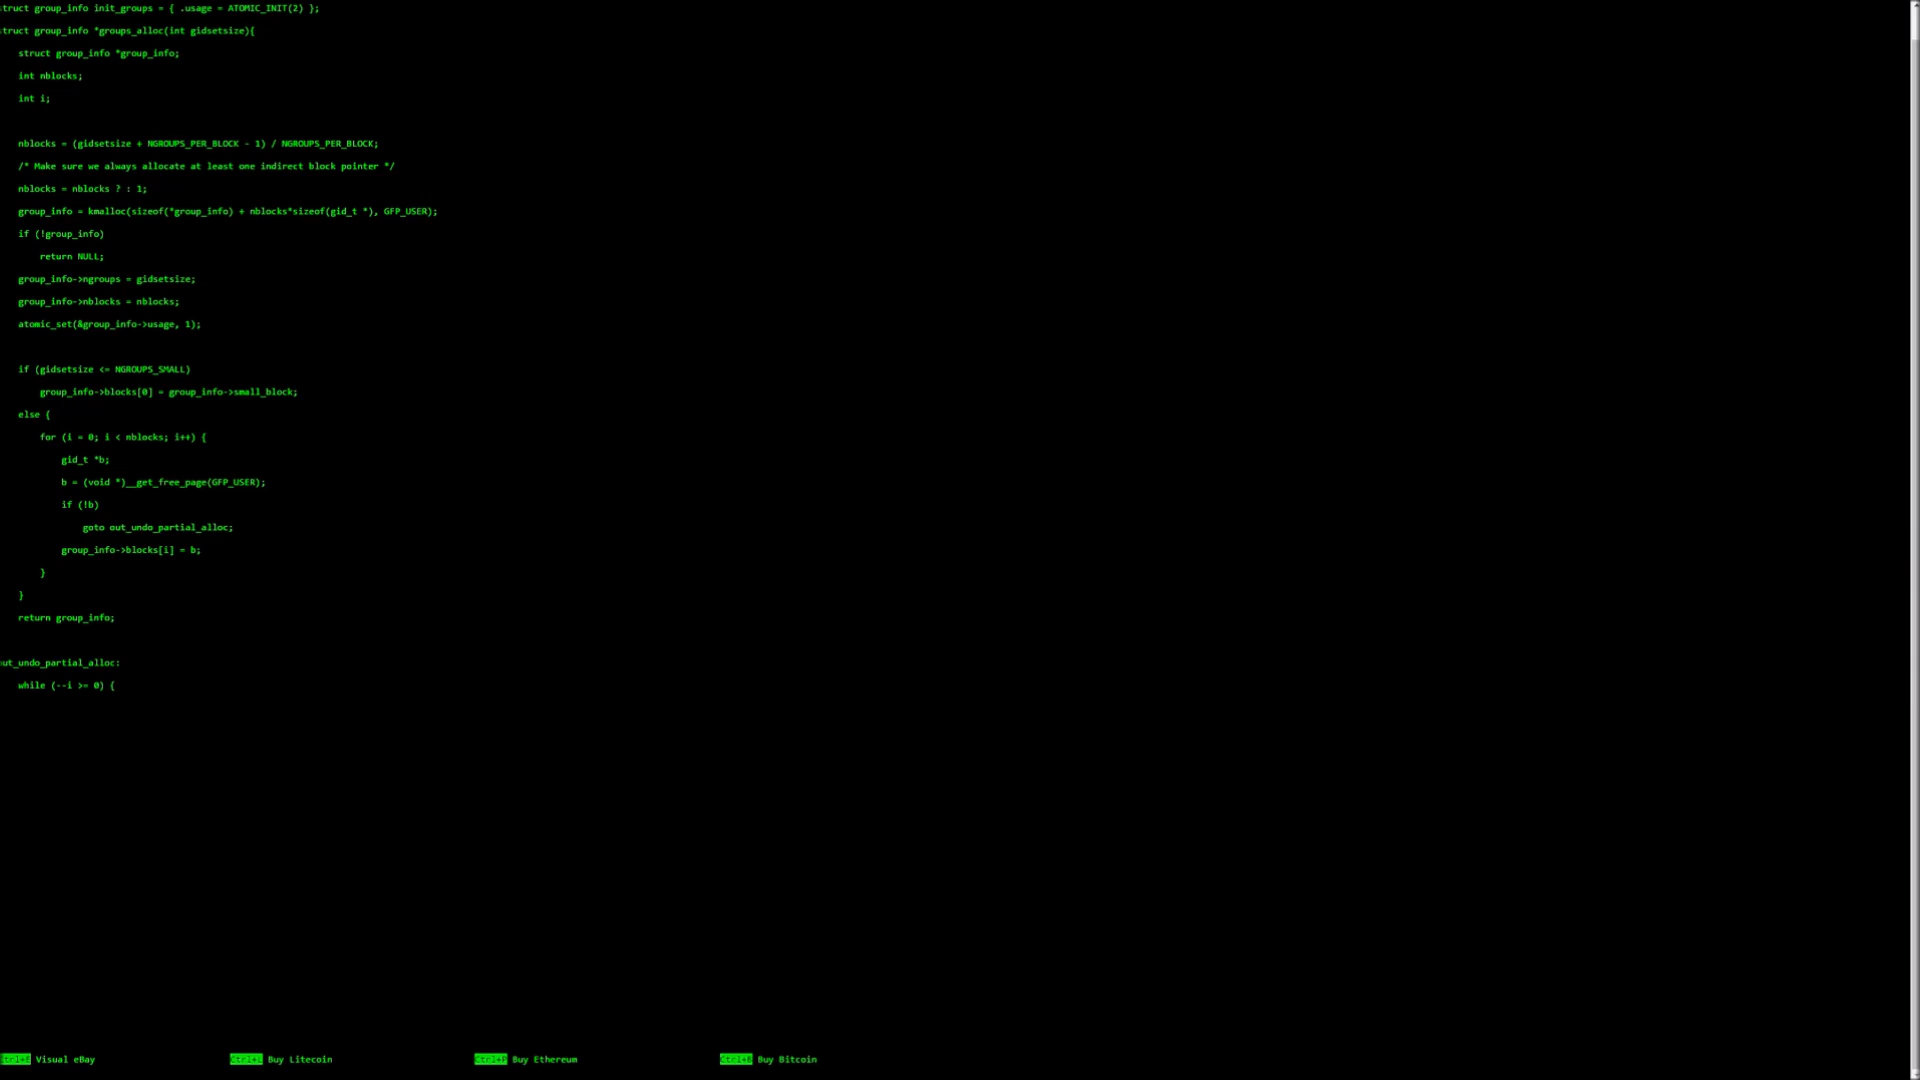 truct group_info init_groups = { .usage = ATOMIC_INIT(2) };
truct group_info *groups_alloc(int gidsetsize){
struct group_info *group_info;
int nblocks;
int i;
nblocks = (gidsetsize + NGROUPS_PER_BLOCK - 1) / NGROUPS_PER_BLOCK;
/* Make sure we always allocate at least one indirect block pointer */
nblocks = nblocks ? : 1;
group_info = kmalloc(sizeof(*group_info) + nblocks*sizeof(gid_t *), GFP_USER);
if (!group_info)
return NULL;
group_info->ngroups = gidsetsize;
group_info->nblocks = nblocks;
atomic_set(&group_info->usage, 1);
if (gidsetsize <= NGROUPS_SMALL)
group_info->blocks[0] = group_info->small_block;
else {
for (i = 0; i < nblocks; i++) {
gid_t *b;
b = (void *)__get_free_page(GFP_USER);
if (!b)
goto out_undo_partial_alloc;
group_info->blocks[i] = b;
}
}
return group_info;
ut_undo_partial_alloc:
while (--i >= 0) {
Visual eBay Ctrl+L Buy Litecoin Buy Ethereum Buy Bitcoin